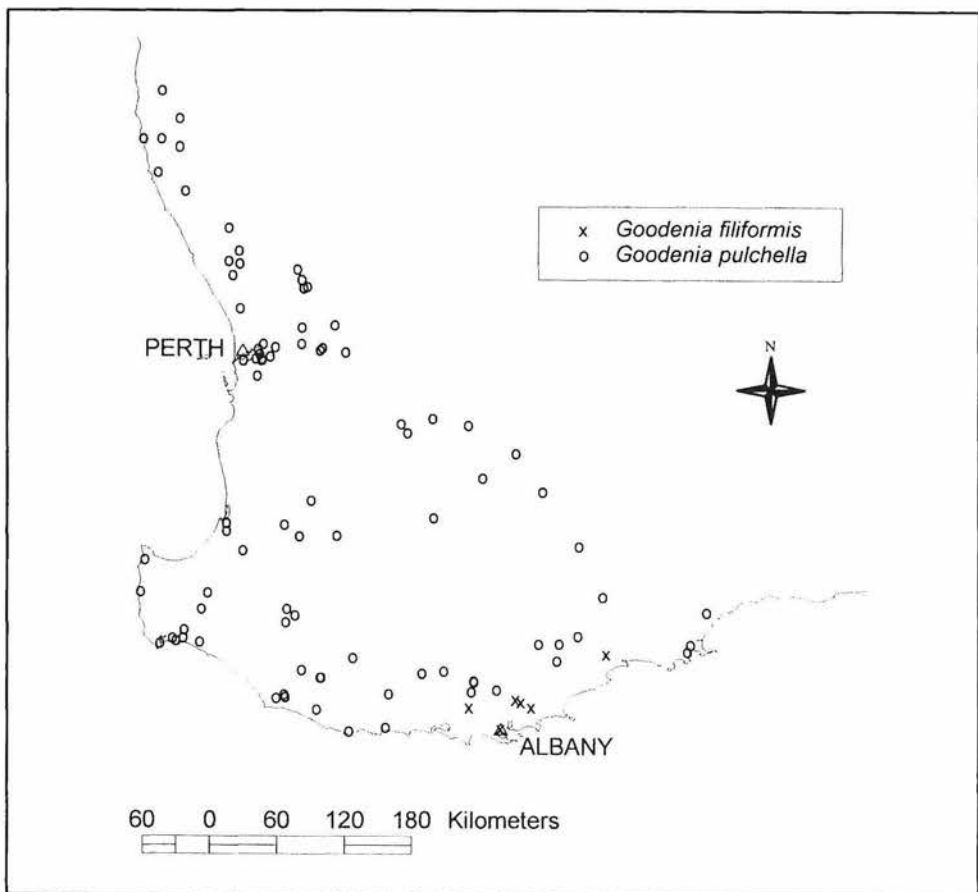 x Goodenia filiformis
o Goodenia pulchella
PERTH
N
ALBANY
60 0 60 120 180 Kilometers